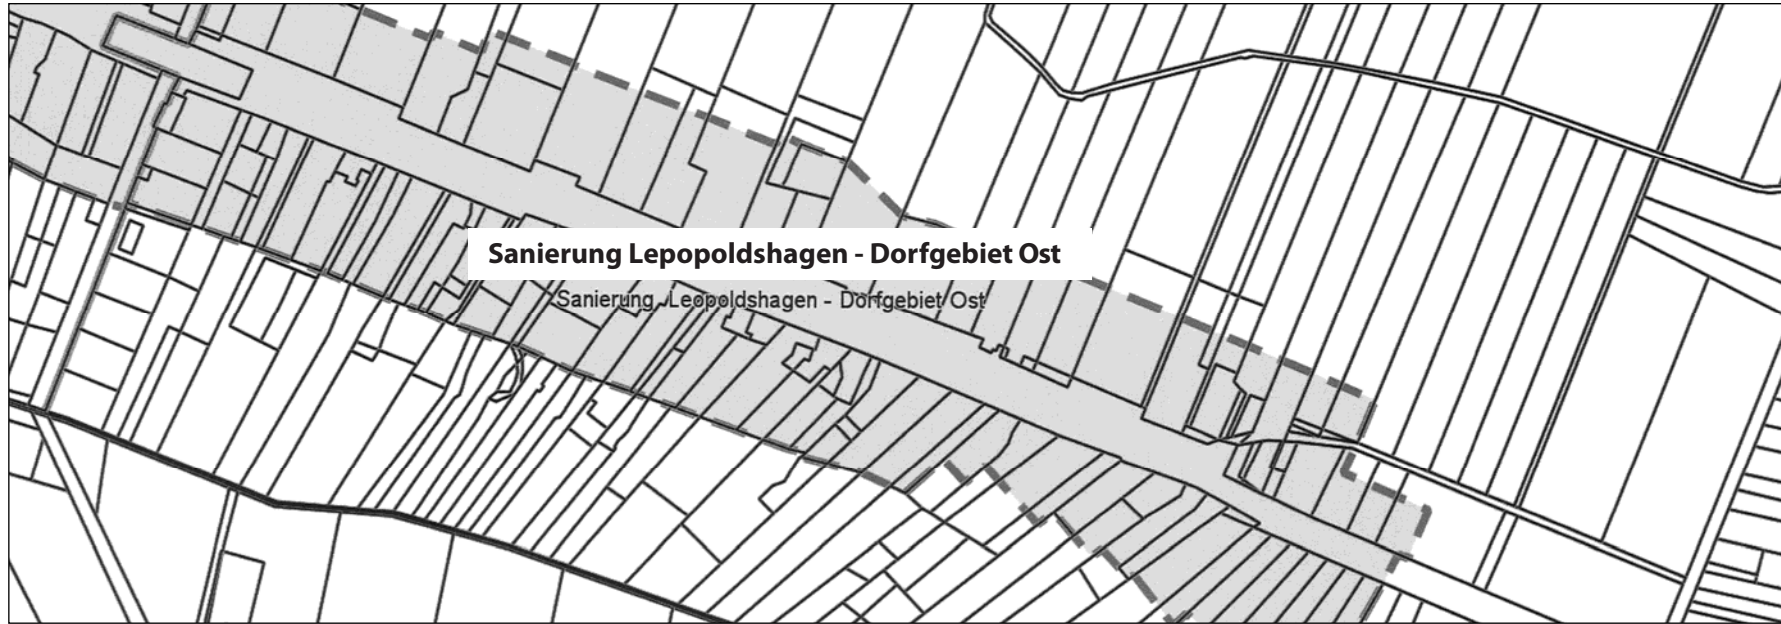 Sanierung Lepopoldshagen - Dorfgebiet Ost
Sanierung Leopoldshagen - Dorfgebiet Ost